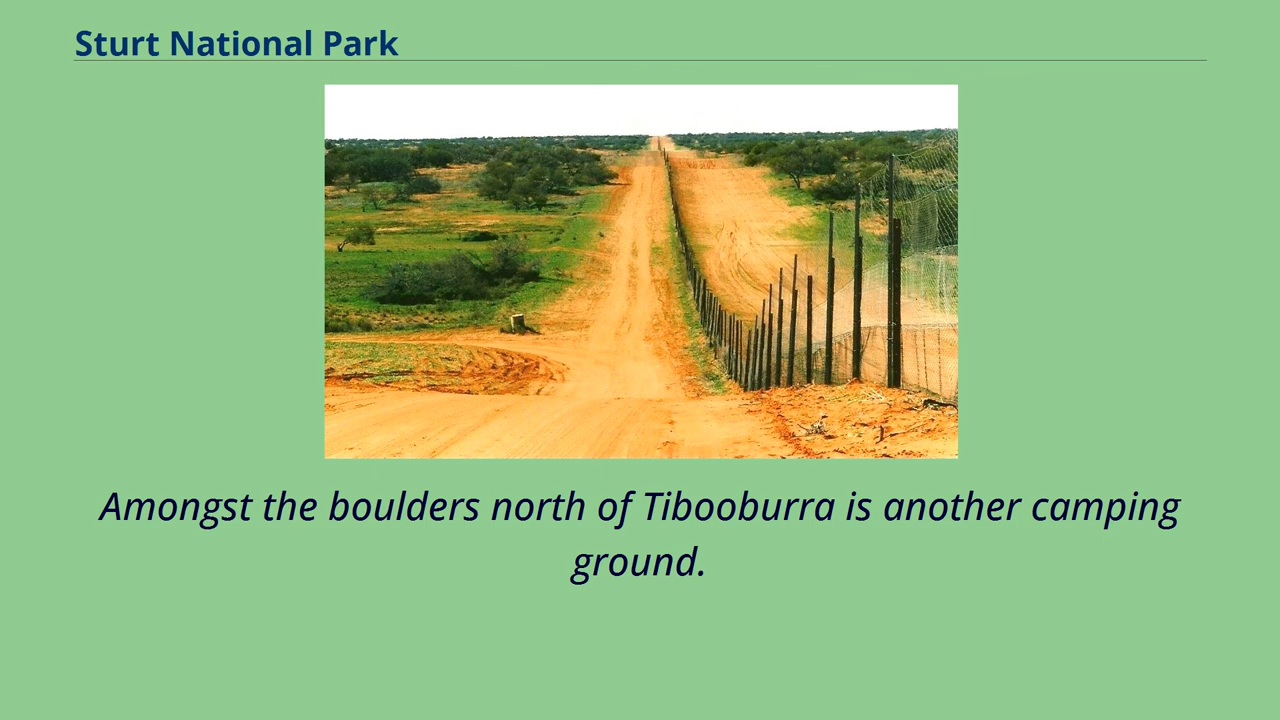 Sturt National Park
Amongst the boulders north of Tibooburra is another camping
ground.